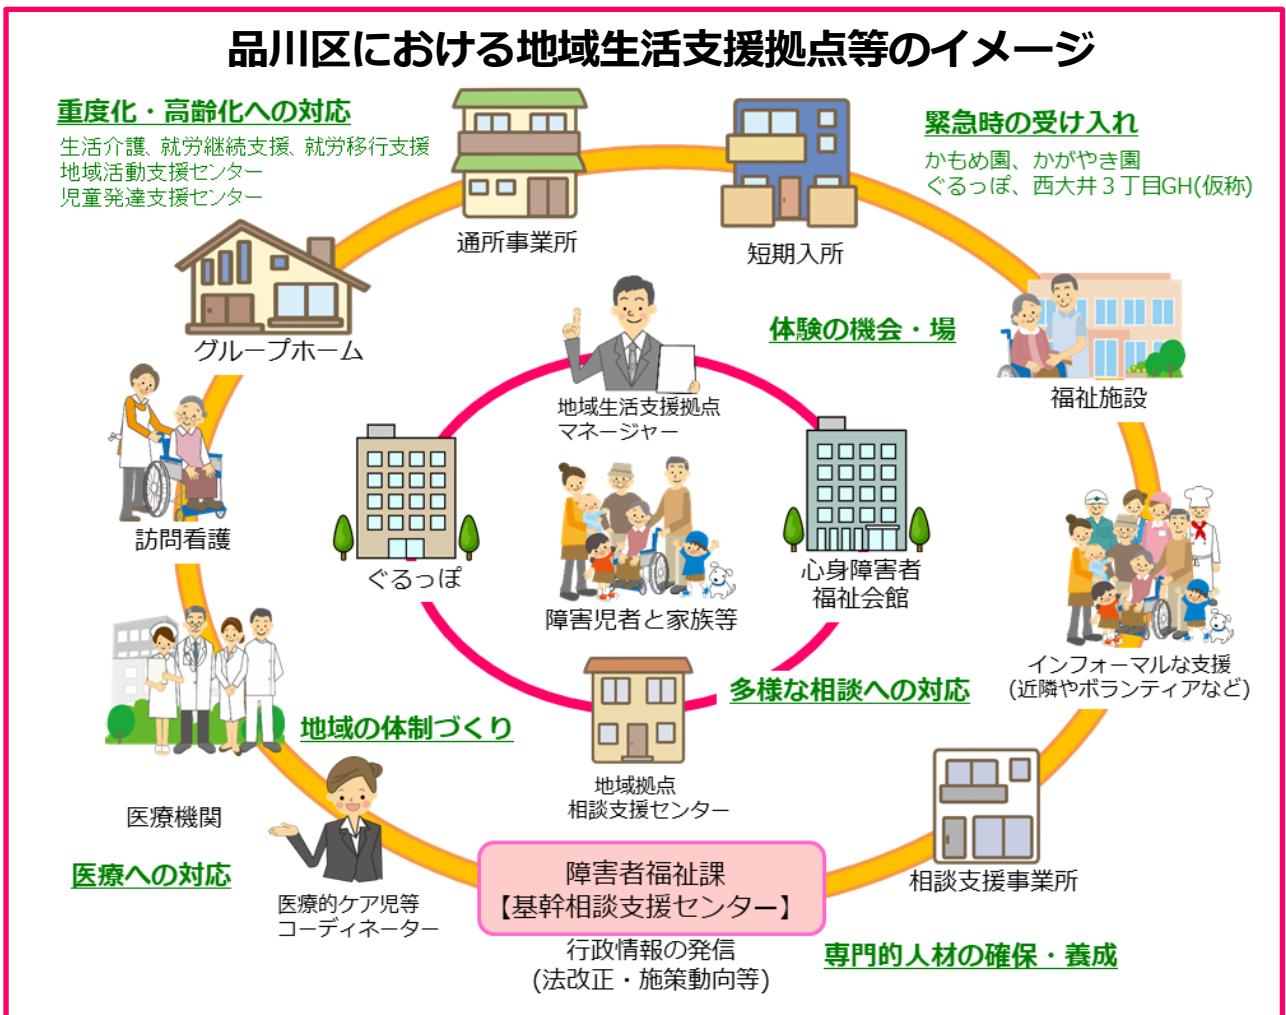 品川区における地域生活支援拠点等のイメージ
重度化・高齢化への対応
生活介護、就労継続支援、就労移行支援
地域活動支援センター
児童発達支援センター
緊急時の受け入れ
かもめ園、かがやき園
ぐるっぽ、西大井３丁目GH(仮称)
通所事業所
短期入所
グループホーム
体験の機会・場
福祉施設
地域生活支援拠点
マネージャー
訪問看護
ぐるっぽ
心身障害者
福祉会館
障害児者と家族等
インフォーマルな支援
(近隣やボランティアなど)
多様な相談への対応
地域の体制づくり
地域拠点
相談支援センター
医療機関
医療への対応
医療的ケア児等
コーディネーター
障害者福祉課
【基幹相談支援センター】
行政情報の発信
(法改正・施策動向等)
相談支援事業所
専門的人材の確保・養成